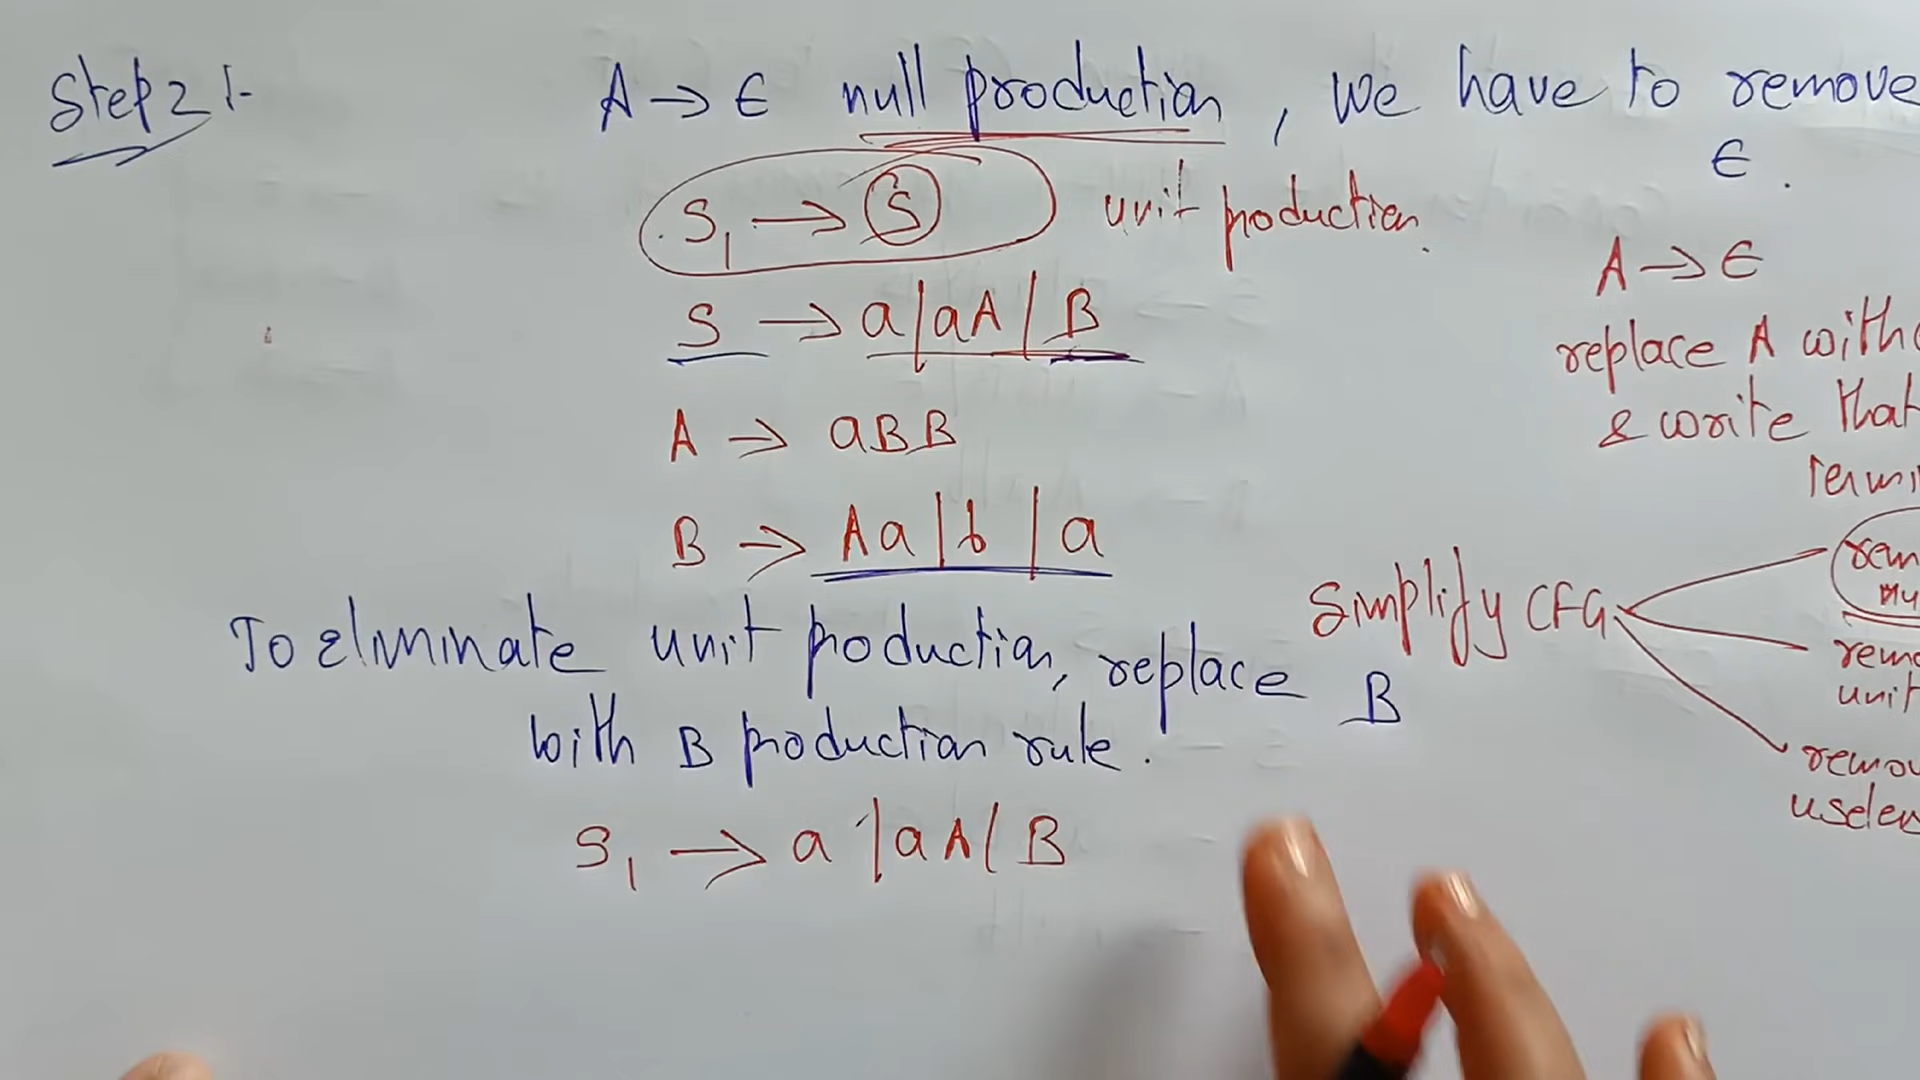 Step 2 :-
A → ϵ null production, we have to remove
ϵ.
S₁ → S unit production.
A → ϵ
S → a | aA | B
replace A with
A → aBB
& write that
B → Aa | b | a
Simplify CFG
To eliminate unit production, replace B
unit
with B production rule.
S₁ → a | aA | B